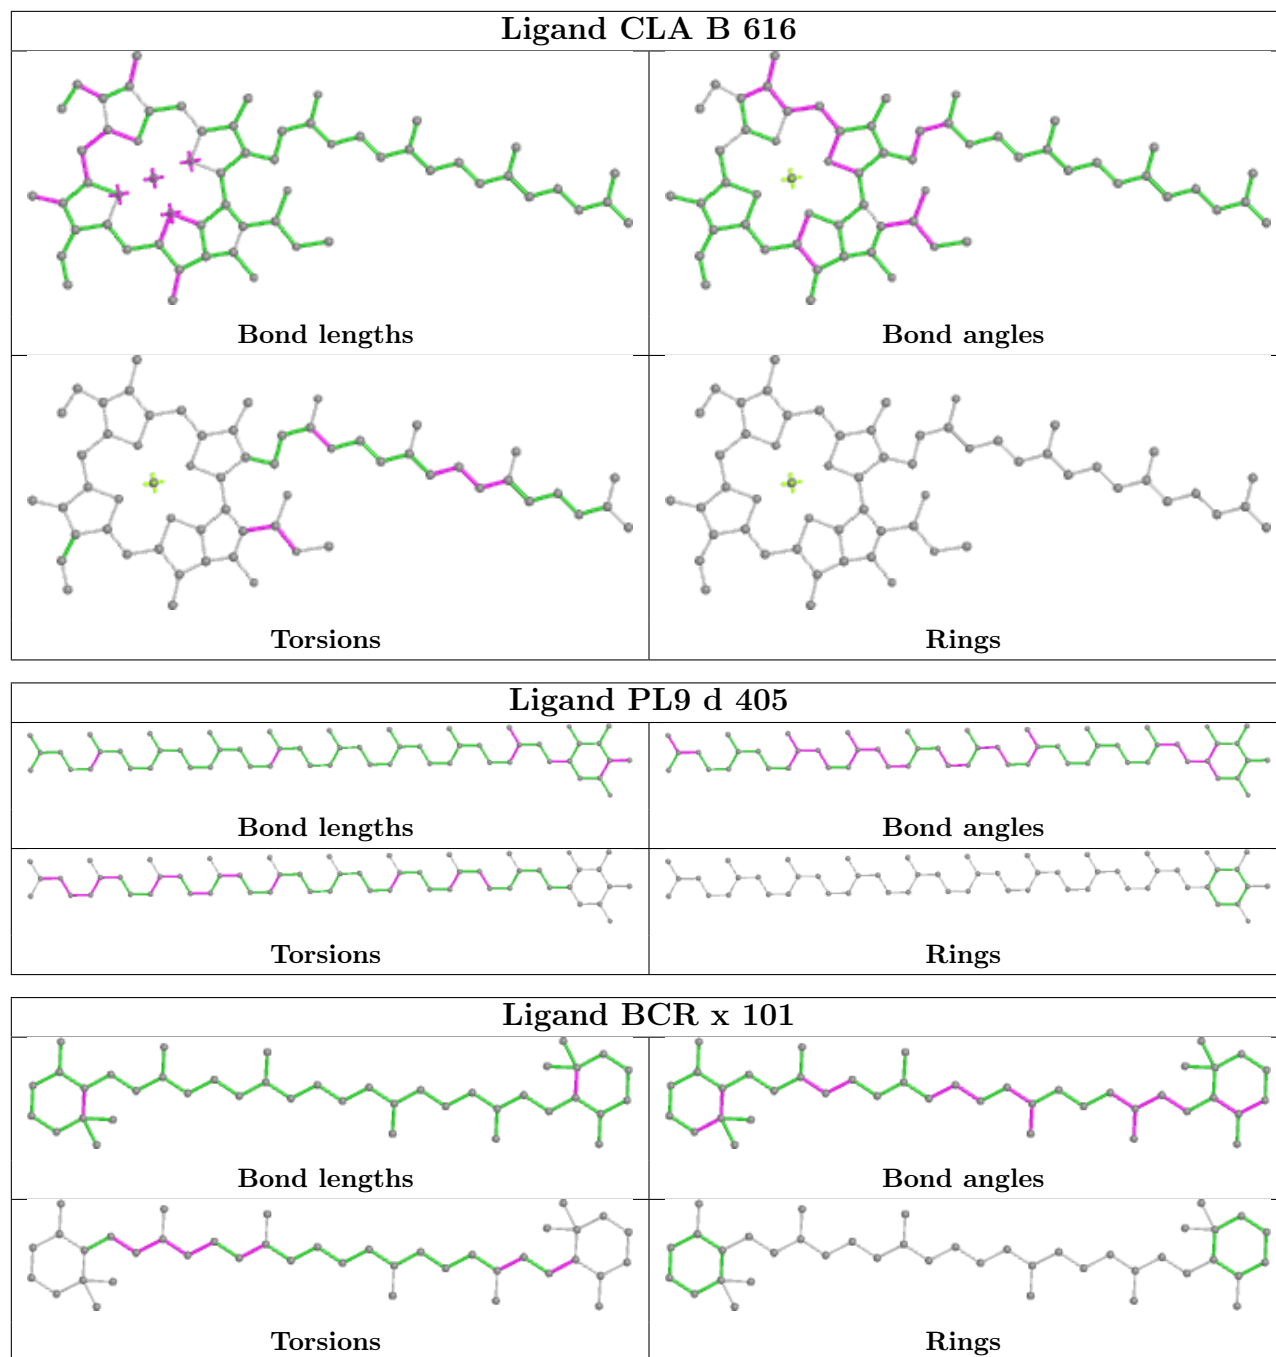 Ligand CLA B 616
Bond lengths
Bond angles
Torsions
Rings
Ligand PL9 d 405
Bond lengths
Bond angles
Torsions
Rings
Ligand BCR x 101
Bond lengths
Bond angles
Torsions
Rings